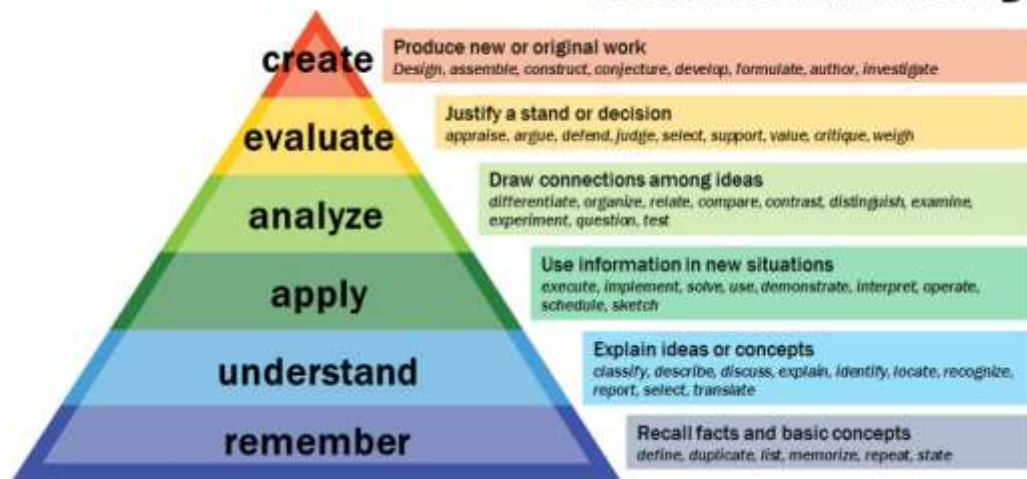 create
Produce new or original work
Design, assemble, construct, conjecture, develop, formulate, author, investigate
evaluate
Justify a stand or decision
appraise, argue, defend, judge, select, support, value, critique, weigh
analyze
Draw connections among ideas
differentiate, organize, relate, compare, contrast, distinguish, examine,
experiment, question, test
apply
Use information in new situations
execute, implement, solve, use, demonstrate, interpret, operate,
schedule, sketch
understand
Explain ideas or concepts
classify, describe, discuss, explain, identify, locate, recognize,
report, select, translate
remember
Recall facts and basic concepts
define, duplicate, list, memorize, repeat, state